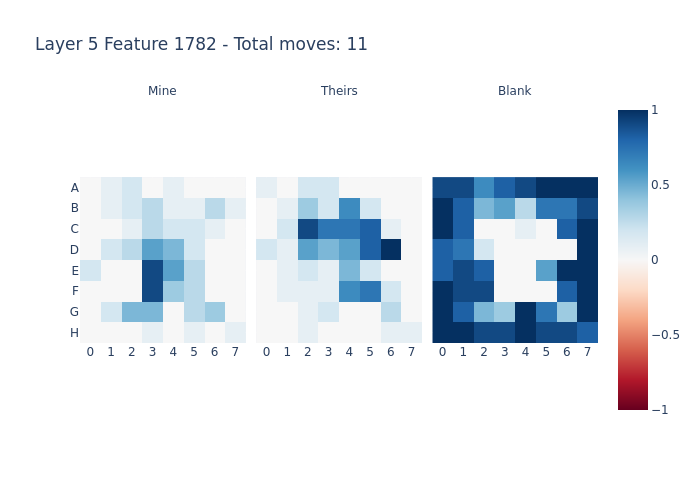 Layer 5 Feature 1782 - Total moves: 11
Mine Theirs Blank
A
B
C
D
E
F
G
H
0 1 2 3 4 5 6 7 0 1 2 3 4 5 6 7 0 1 2 3 4 5 6 7
1
0.5
0
−0.5
−1